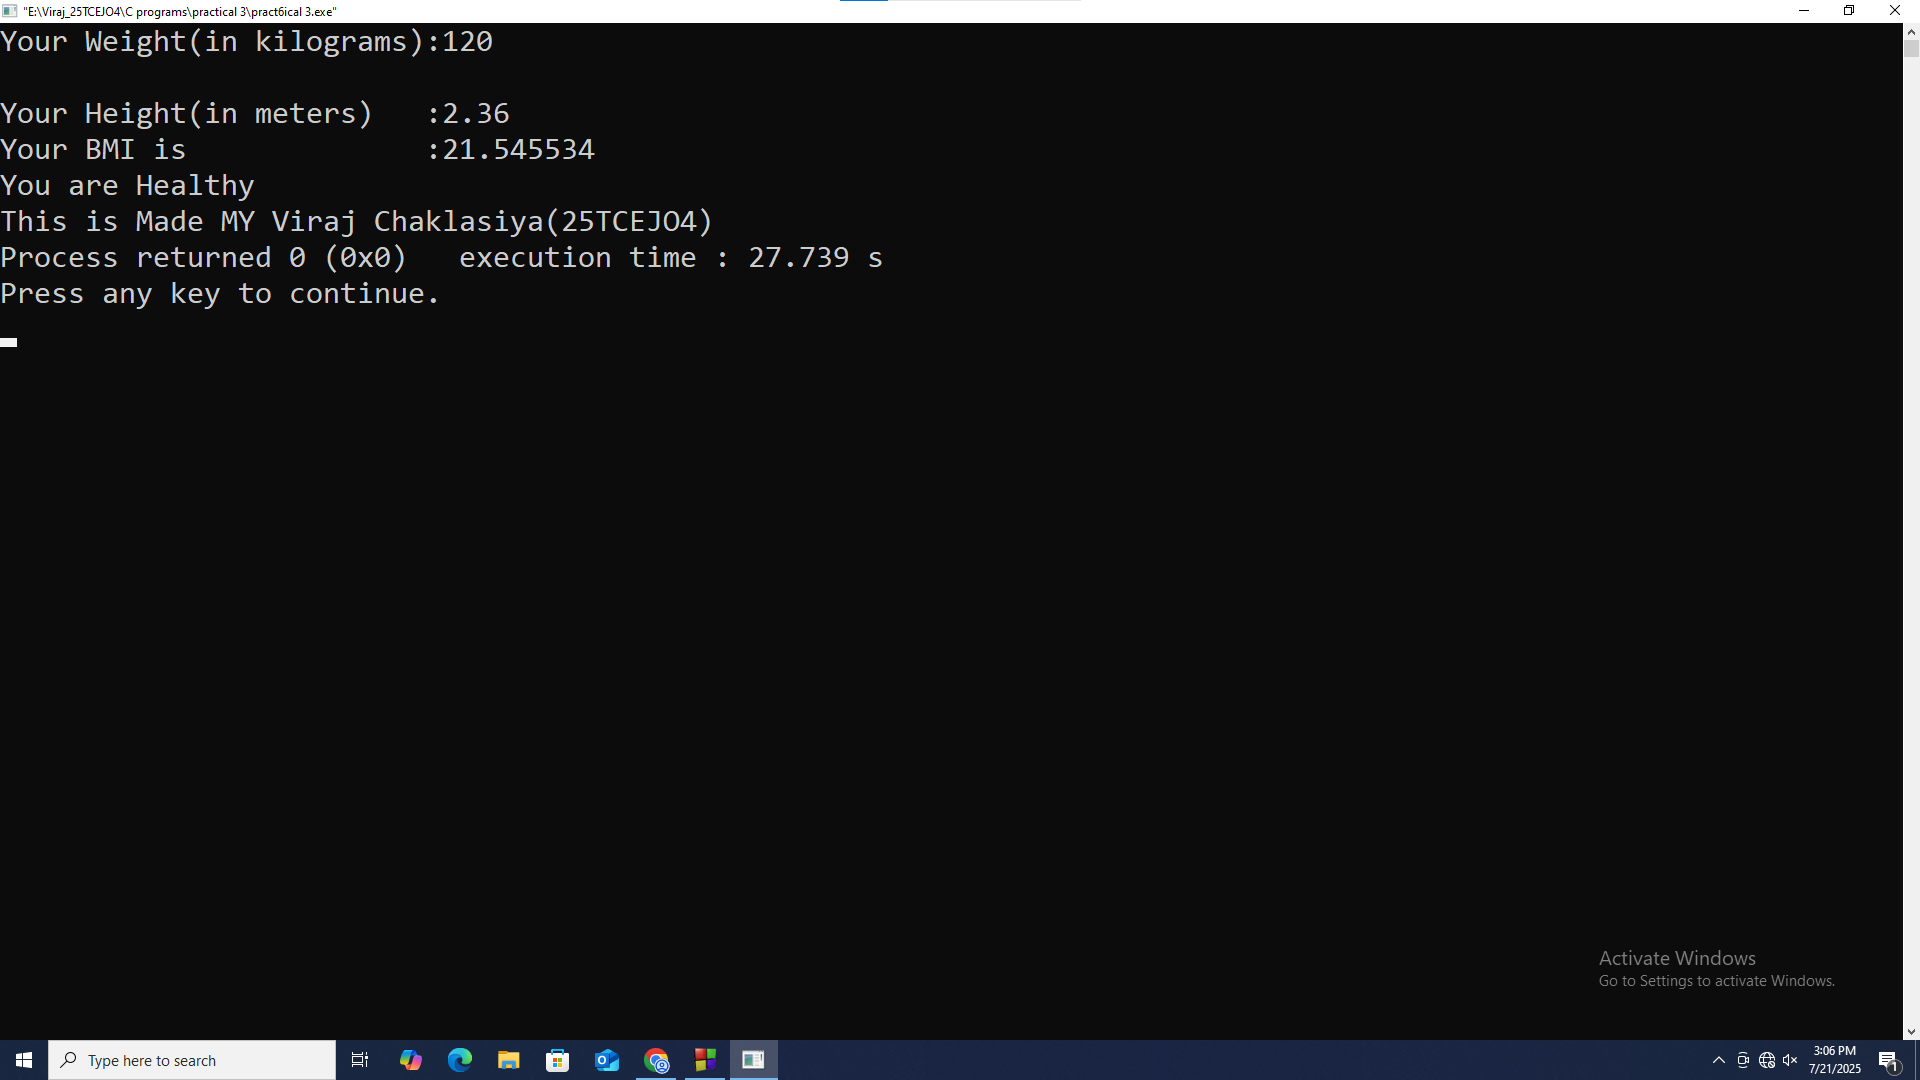 "E:\Viraj_25TCEJO4\C programs\practical 3\pract6ical 3.exe"
Your Weight(in kilograms):120
Your Height(in meters)   :2.36
Your BMI is              :21.545534
You are Healthy
This is Made MY Viraj Chaklasiya(25TCEJO4)
Process returned 0 (0x0)   execution time : 27.739 s
Press any key to continue.
Activate Windows
Go to Settings to activate Windows.
Type here to search
3:06 PM
7/21/2025
1